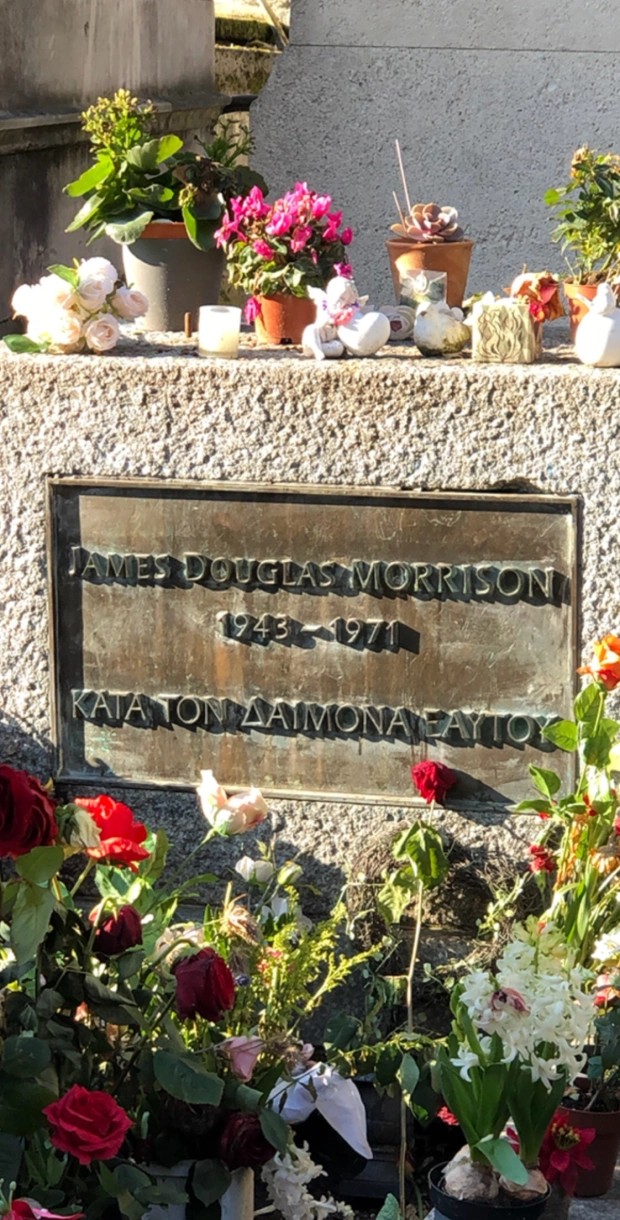 JAMES DOUGLAS MORRISON
1943 – 1971
ΚΑΤΑ ΤΟΝ ΔΑΙΜΟΝΑ ΕΑΥΤΟΥ